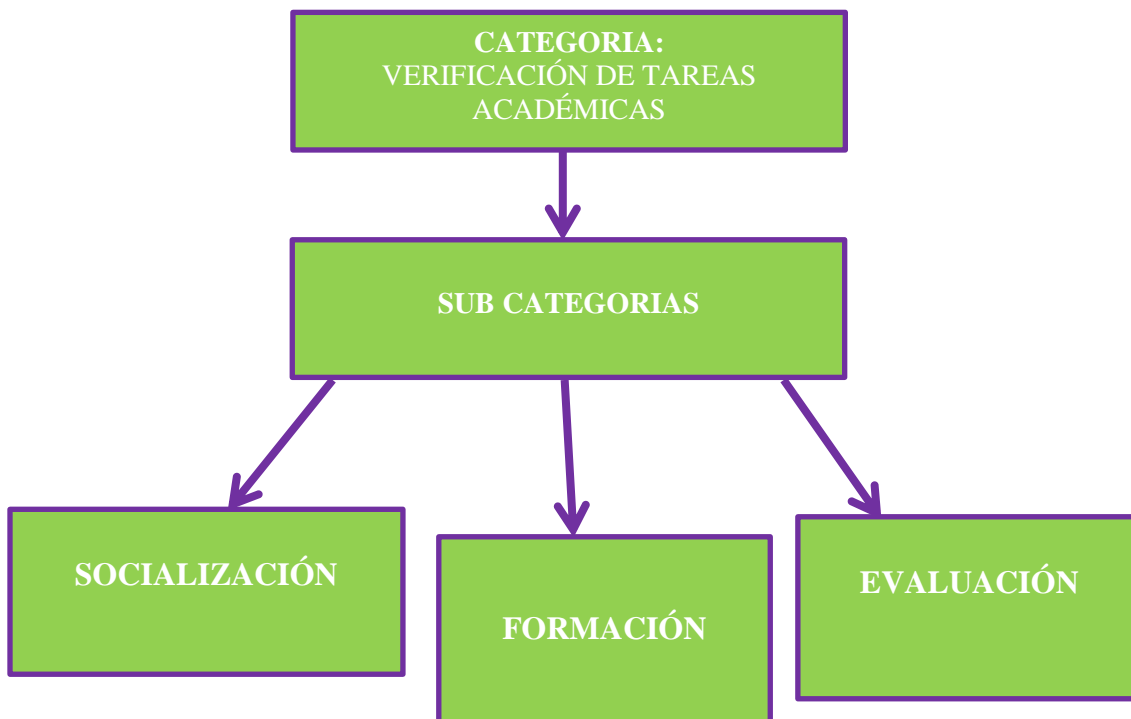 CATEGORIA:
VERIFICACIÓN DE TAREAS
ACADÉMICAS
SUB CATEGORIAS
SOCIALIZACIÓN
FORMACIÓN
EVALUACIÓN